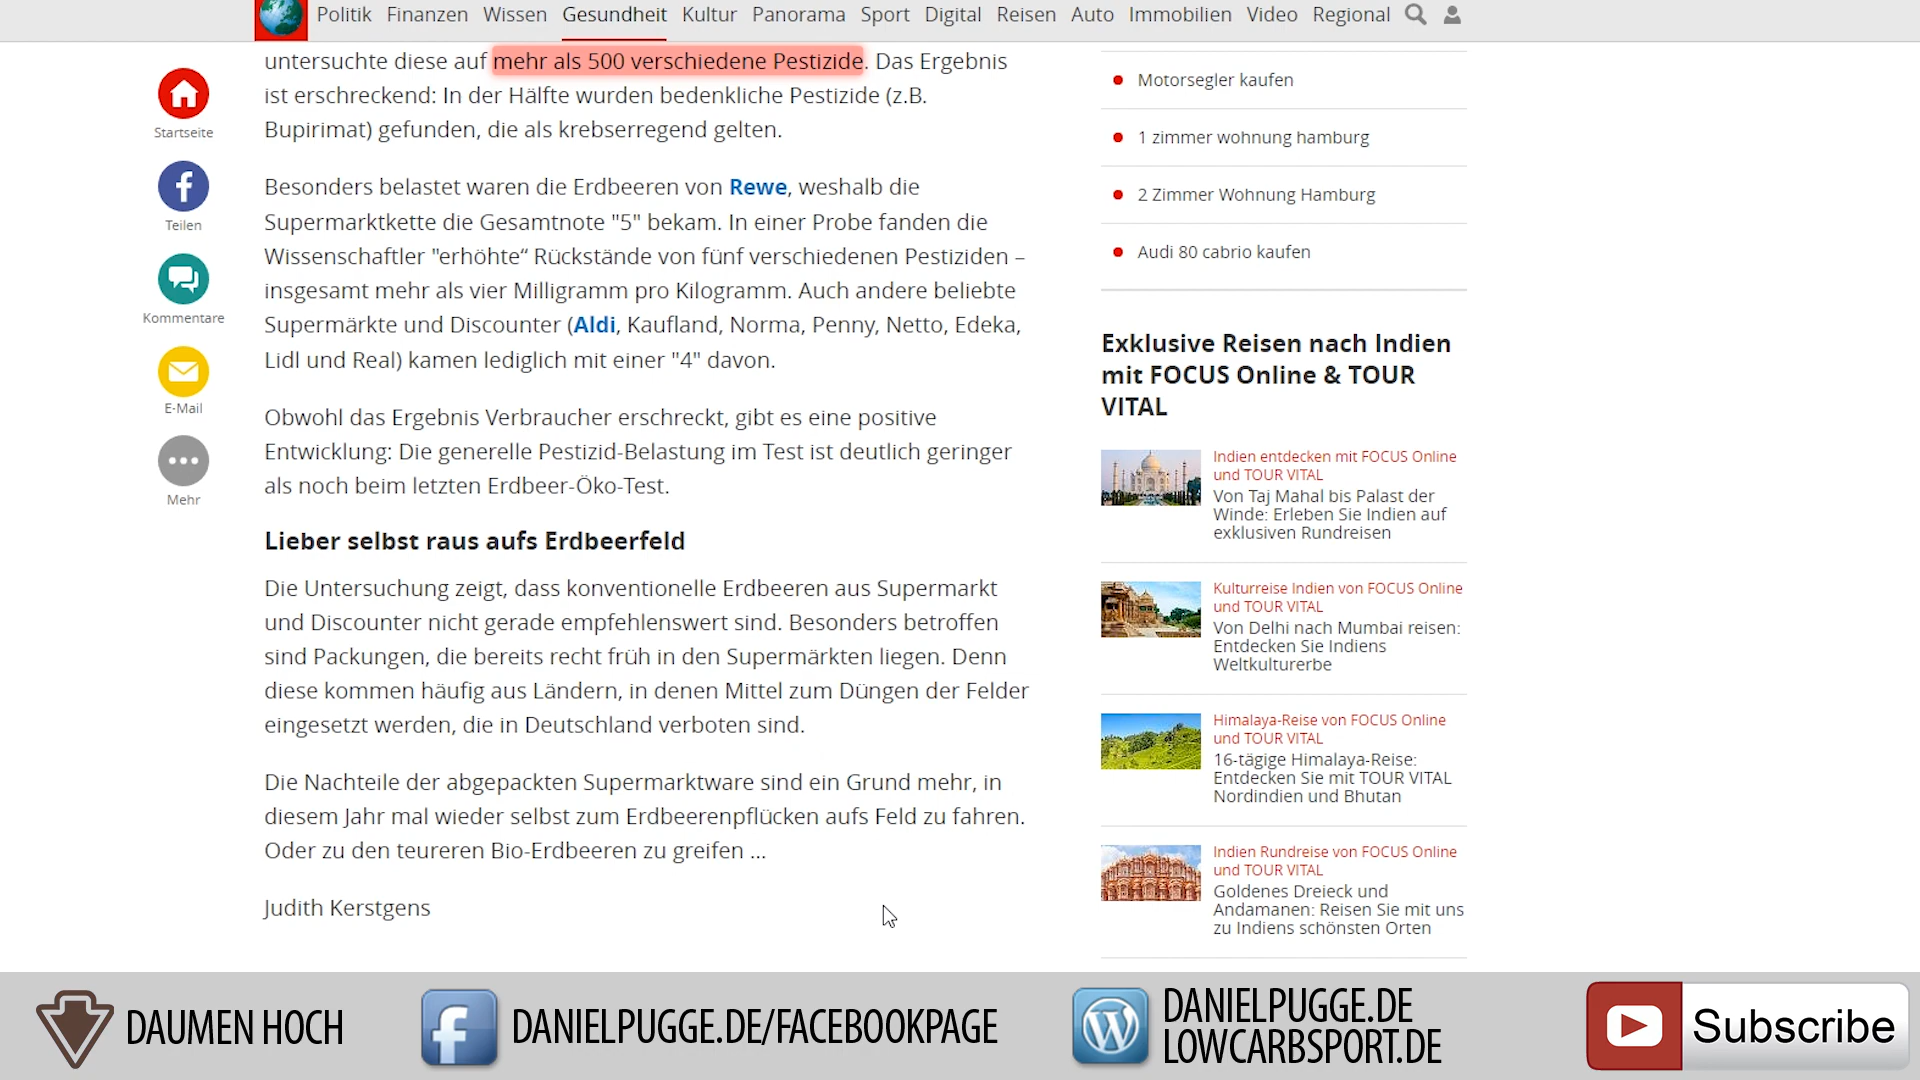 Politik Finanzen Wissen Gesundheit Kultur Panorama Sport Digital Reisen Auto Immobilien Video Regional
Startseite
Teilen
Kommentare
E-Mail
Mehr
untersuchte diese auf mehr als 500 verschiedene Pestizide. Das Ergebnis
ist erschreckend: In der Hälfte wurden bedenkliche Pestizide (z.B.
Bupirimat) gefunden, die als krebserregend gelten.
Besonders belastet waren die Erdbeeren von Rewe, weshalb die
Supermarktkette die Gesamtnote "5" bekam. In einer Probe fanden die
Wissenschaftler "erhöhte“ Rückstände von fünf verschiedenen Pestiziden –
insgesamt mehr als vier Milligramm pro Kilogramm. Auch andere beliebte
Supermärkte und Discounter (Aldi, Kaufland, Norma, Penny, Netto, Edeka,
Lidl und Real) kamen lediglich mit einer "4" davon.
Obwohl das Ergebnis Verbraucher erschreckt, gibt es eine positive
Entwicklung: Die generelle Pestizid-Belastung im Test ist deutlich geringer
als noch beim letzten Erdbeer-Öko-Test.
Lieber selbst raus aufs Erdbeerfeld
Die Untersuchung zeigt, dass konventionelle Erdbeeren aus Supermarkt
und Discounter nicht gerade empfehlenswert sind. Besonders betroffen
sind Packungen, die bereits recht früh in den Supermärkten liegen. Denn
diese kommen häufig aus Ländern, in denen Mittel zum Düngen der Felder
eingesetzt werden, die in Deutschland verboten sind.
Die Nachteile der abgepackten Supermarktware sind ein Grund mehr, in
diesem Jahr mal wieder selbst zum Erdbeerenpflücken aufs Feld zu fahren.
Oder zu den teureren Bio-Erdbeeren zu greifen ...
Judith Kerstgens
Motorsegler kaufen
1 zimmer wohnung hamburg
2 Zimmer Wohnung Hamburg
Audi 80 cabrio kaufen
Exklusive Reisen nach Indien
mit FOCUS Online & TOUR
VITAL
Indien entdecken mit FOCUS Online
und TOUR VITAL
Von Taj Mahal bis Palast der
Winde: Erleben Sie Indien auf
exklusiven Rundreisen
Kulturreise Indien von FOCUS Online
und TOUR VITAL
Von Delhi nach Mumbai reisen:
Entdecken Sie Indiens
Weltkulturerbe
Himalaya-Reise von FOCUS Online
und TOUR VITAL
16-tägige Himalaya-Reise:
Entdecken Sie mit TOUR VITAL
Nordindien und Bhutan
Indien Rundreise von FOCUS Online
und TOUR VITAL
Goldenes Dreieck und
Andamanen: Reisen Sie mit uns
zu Indiens schönsten Orten
DAUMEN HOCH
DANIELPUGGE.DE/FACEBOOKPAGE
DANIELPUGGE.DE
LOWCARBSPORT.DE
Subscribe